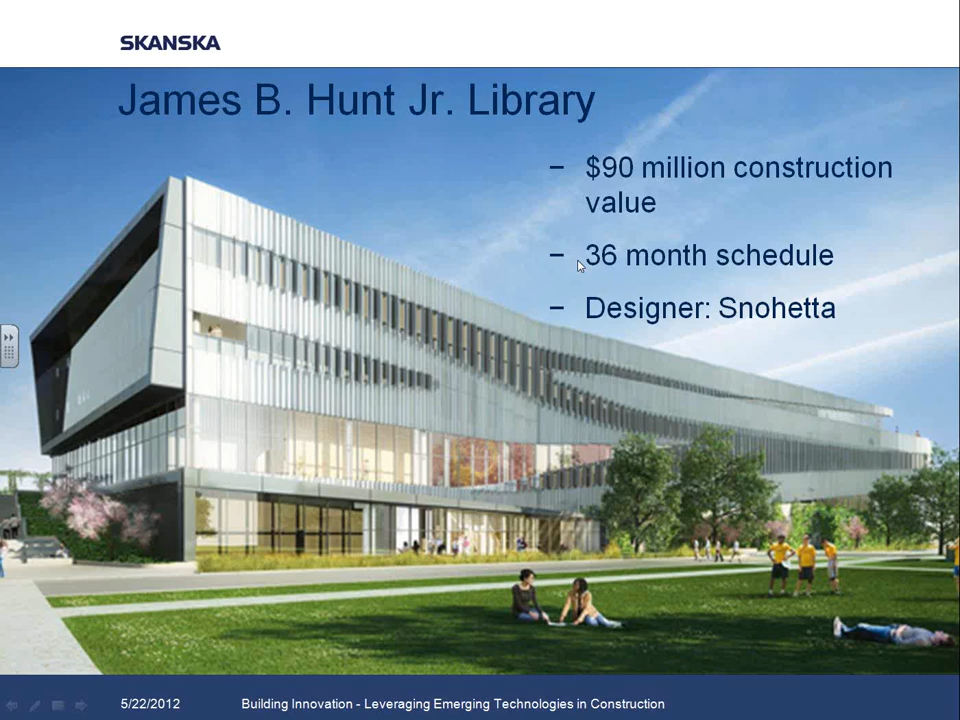 SKANSKA
James B. Hunt Jr. Library
− $90 million construction
value
− 36 month schedule
− Designer: Snohetta
5/22/2012 Building Innovation - Leveraging Emerging Technologies in Construction